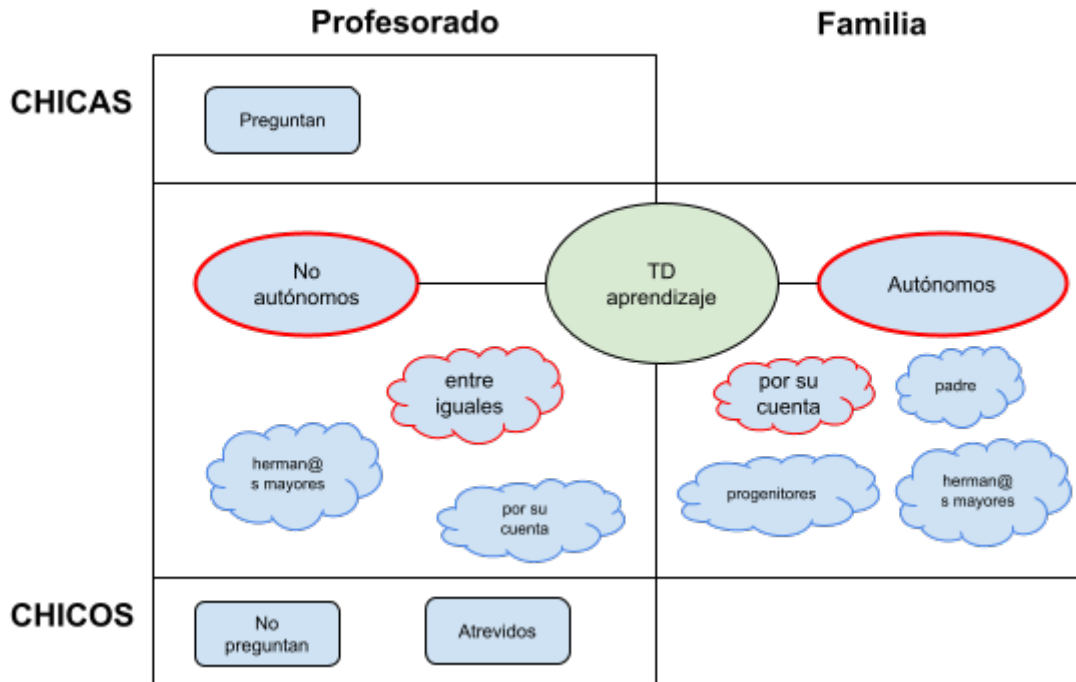 Profesorado
Familia
CHICAS
Preguntan
No
autónomos
TD
aprendizaje
Autónomos
entre
iguales
por su
cuenta
padre
herman@
s mayores
por su
cuenta
progenitores
herman@
s mayores
CHICOS
No
preguntan
Atrevidos